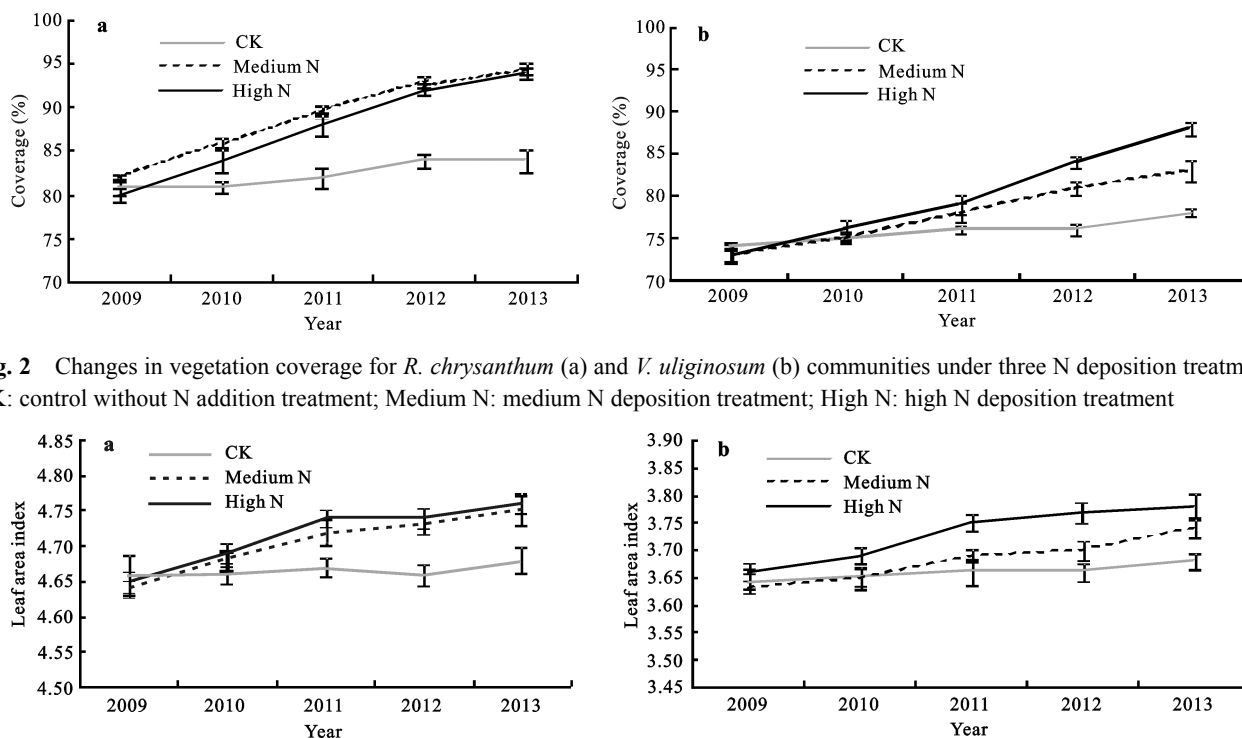 a
100
95
90
85
80
75
70
Coverage (%)
CK
Medium N
High N
2009 2010 2011 2012 2013
Year
b
100
95
90
85
80
75
70
Coverage (%)
CK
Medium N
High N
2009 2010 2011 2012 2013
Year
g. 2 Changes in vegetation coverage for R. chrysanthum (a) and V. uliginosum (b) communities under three N deposition treatm
K: control without N addition treatment; Medium N: medium N deposition treatment; High N: high N deposition treatment
a
4.85
4.80
4.75
4.70
4.65
4.60
4.55
4.50
Leaf area index
CK
Medium N
High N
2009 2010 2011 2012 2013
Year
b
3.90
3.85
3.80
3.75
3.70
3.65
3.60
3.55
3.50
3.45
Leaf area index
CK
Medium N
High N
2009 2010 2011 2012 2013
Year